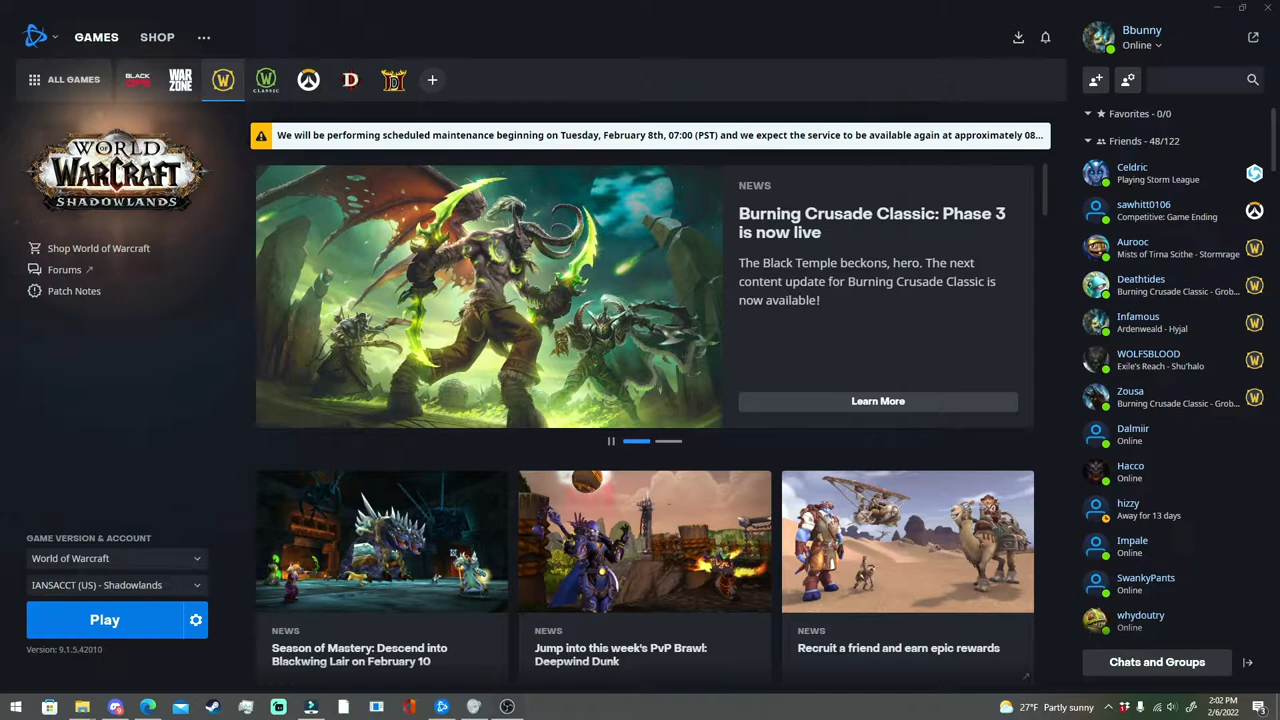 GAMES
SHOP
Bbunny
Online
ALL GAMES
BLACK
OPS
WAR
ZONE
W
W
CLASSIC
D
D
Favorites - 0/0
We will be performing scheduled maintenance beginning on Tuesday, February 8th, 07:00 (PST) and we expect the service to be available again at approximately 08...
Friends - 48/122
WORLD
OF
WARCRAFT
SHADOWLANDS
Shop World of Warcraft
Forums
Patch Notes
NEWS
Burning Crusade Classic: Phase 3
is now live
The Black Temple beckons, hero. The next
content update for Burning Crusade Classic is
now available!
Learn More
Celdric
Playing Storm League
sawhitt0106
Competitive: Game Ending
Aurooc
Mists of Tirna Scithe - Stormrage
Deathtides
Burning Crusade Classic - Grob...
Infamous
Ardenweald - Hyjal
WOLFSBLOOD
Exile's Reach - Shu'halo
Zousa
Burning Crusade Classic - Grob...
Dalmiir
Online
Hacco
Online
hizzy
Away for 13 days
Impale
Online
SwankyPants
Online
whydoutry
Online
Chats and Groups
GAME VERSION & ACCOUNT
World of Warcraft
IANSACCT (US) - Shadowlands
Play
Version: 9.1.5.42010
NEWS
Season of Mastery: Descend into
Blackwing Lair on February 10
NEWS
Jump into this week's PvP Brawl:
Deepwind Dunk
NEWS
Recruit a friend and earn epic rewards
27°F Partly sunny
2:02 PM
2/6/2022